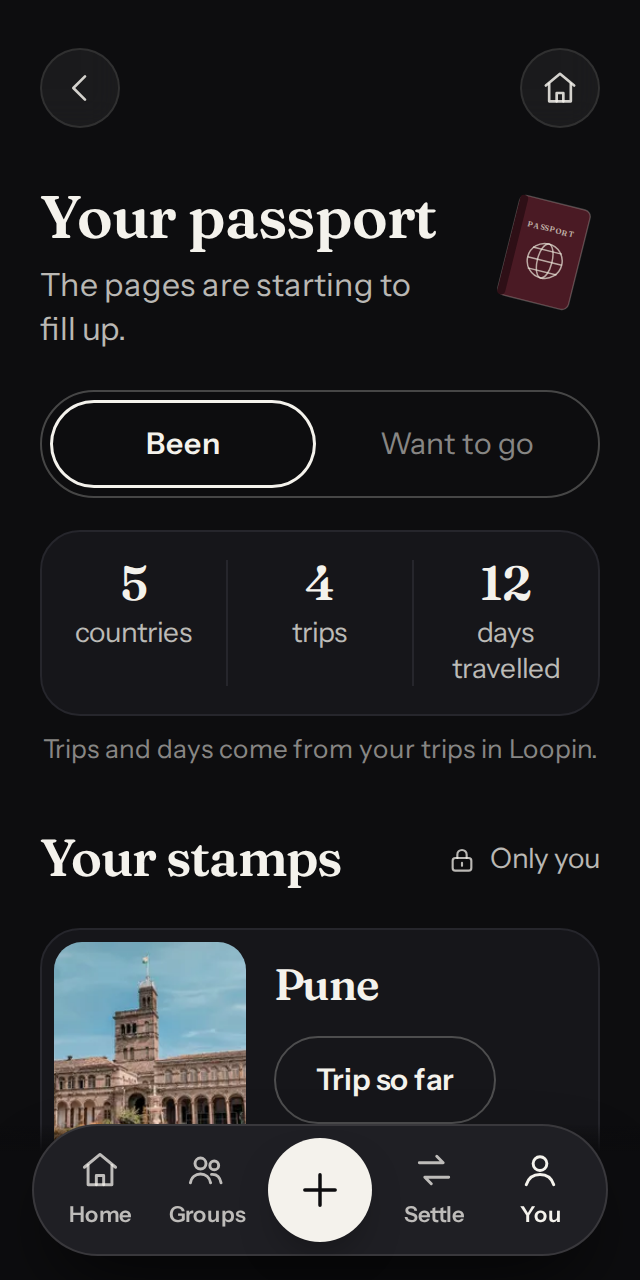 Your passport
PASSPORT
The pages are starting to
fill up.
Been
Want to go
5
countries
4
trips
12
days
travelled
Trips and days come from your trips in Loopin.
Your stamps
Only you
Pune
Trip so far
Home
Groups
Settle
You